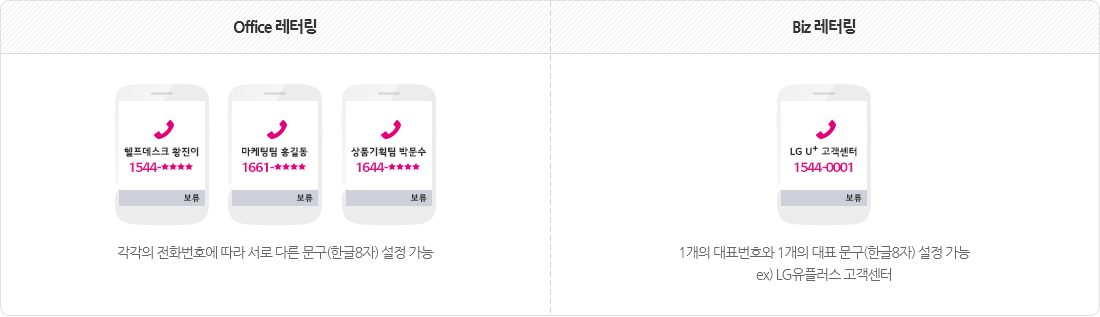 Office 레터링
Biz 레터링
헬프데스크 황진이
1544-★★★★
보류
마케팅팀 홍길동
1661-★★★★
보류
상품기획팀 박문수
1644-★★★★
보류
각각의 전화번호에 따라 서로 다른 문구(한글8자) 설정 가능
LG U+ 고객센터
1544-0001
보류
1개의 대표번호와 1개의 대표 문구(한글8자) 설정 가능
ex) LG유플러스 고객센터